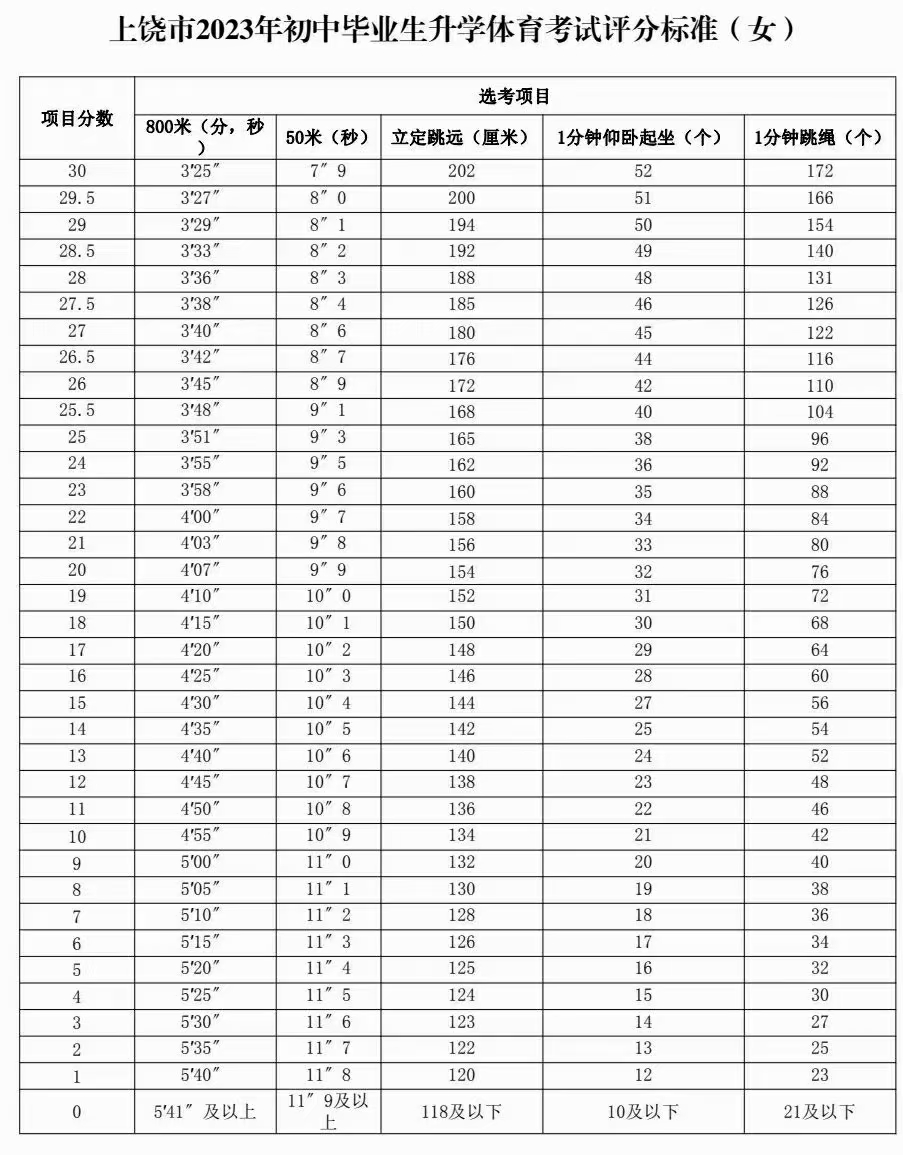 上饶市2023年初中毕业生升学体育考试评分标准（女）
项目分数 选考项目
800米（分，秒） 50米（秒） 立定跳远（厘米） 1分钟仰卧起坐（个） 1分钟跳绳（个）
30 3′25″ 7″9 202 52 172
29.5 3′27″ 8″0 200 51 166
29 3′29″ 8″1 194 50 154
28.5 3′33″ 8″2 192 49 140
28 3′36″ 8″3 188 48 131
27.5 3′38″ 8″4 185 46 126
27 3′40″ 8″6 180 45 122
26.5 3′42″ 8″7 176 44 116
26 3′45″ 8″9 172 42 110
25.5 3′48″ 9″1 168 40 104
25 3′51″ 9″3 165 38 96
24 3′55″ 9″5 162 36 92
23 3′58″ 9″6 160 35 88
22 4′00″ 9″7 158 34 84
21 4′03″ 9″8 156 33 80
20 4′07″ 9″9 154 32 76
19 4′10″ 10″0 152 31 72
18 4′15″ 10″1 150 30 68
17 4′20″ 10″2 148 29 64
16 4′25″ 10″3 146 28 60
15 4′30″ 10″4 144 27 56
14 4′35″ 10″5 142 25 54
13 4′40″ 10″6 140 24 52
12 4′45″ 10″7 138 23 48
11 4′50″ 10″8 136 22 46
10 4′55″ 10″9 134 21 42
9 5′00″ 11″0 132 20 40
8 5′05″ 11″1 130 19 38
7 5′10″ 11″2 128 18 36
6 5′15″ 11″3 126 17 34
5 5′20″ 11″4 125 16 32
4 5′25″ 11″5 124 15 30
3 5′30″ 11″6 123 14 27
2 5′35″ 11″7 122 13 25
1 5′40″ 11″8 120 12 23
0 5′41″及以上 11″9及以上 118及以下 10及以下 21及以下